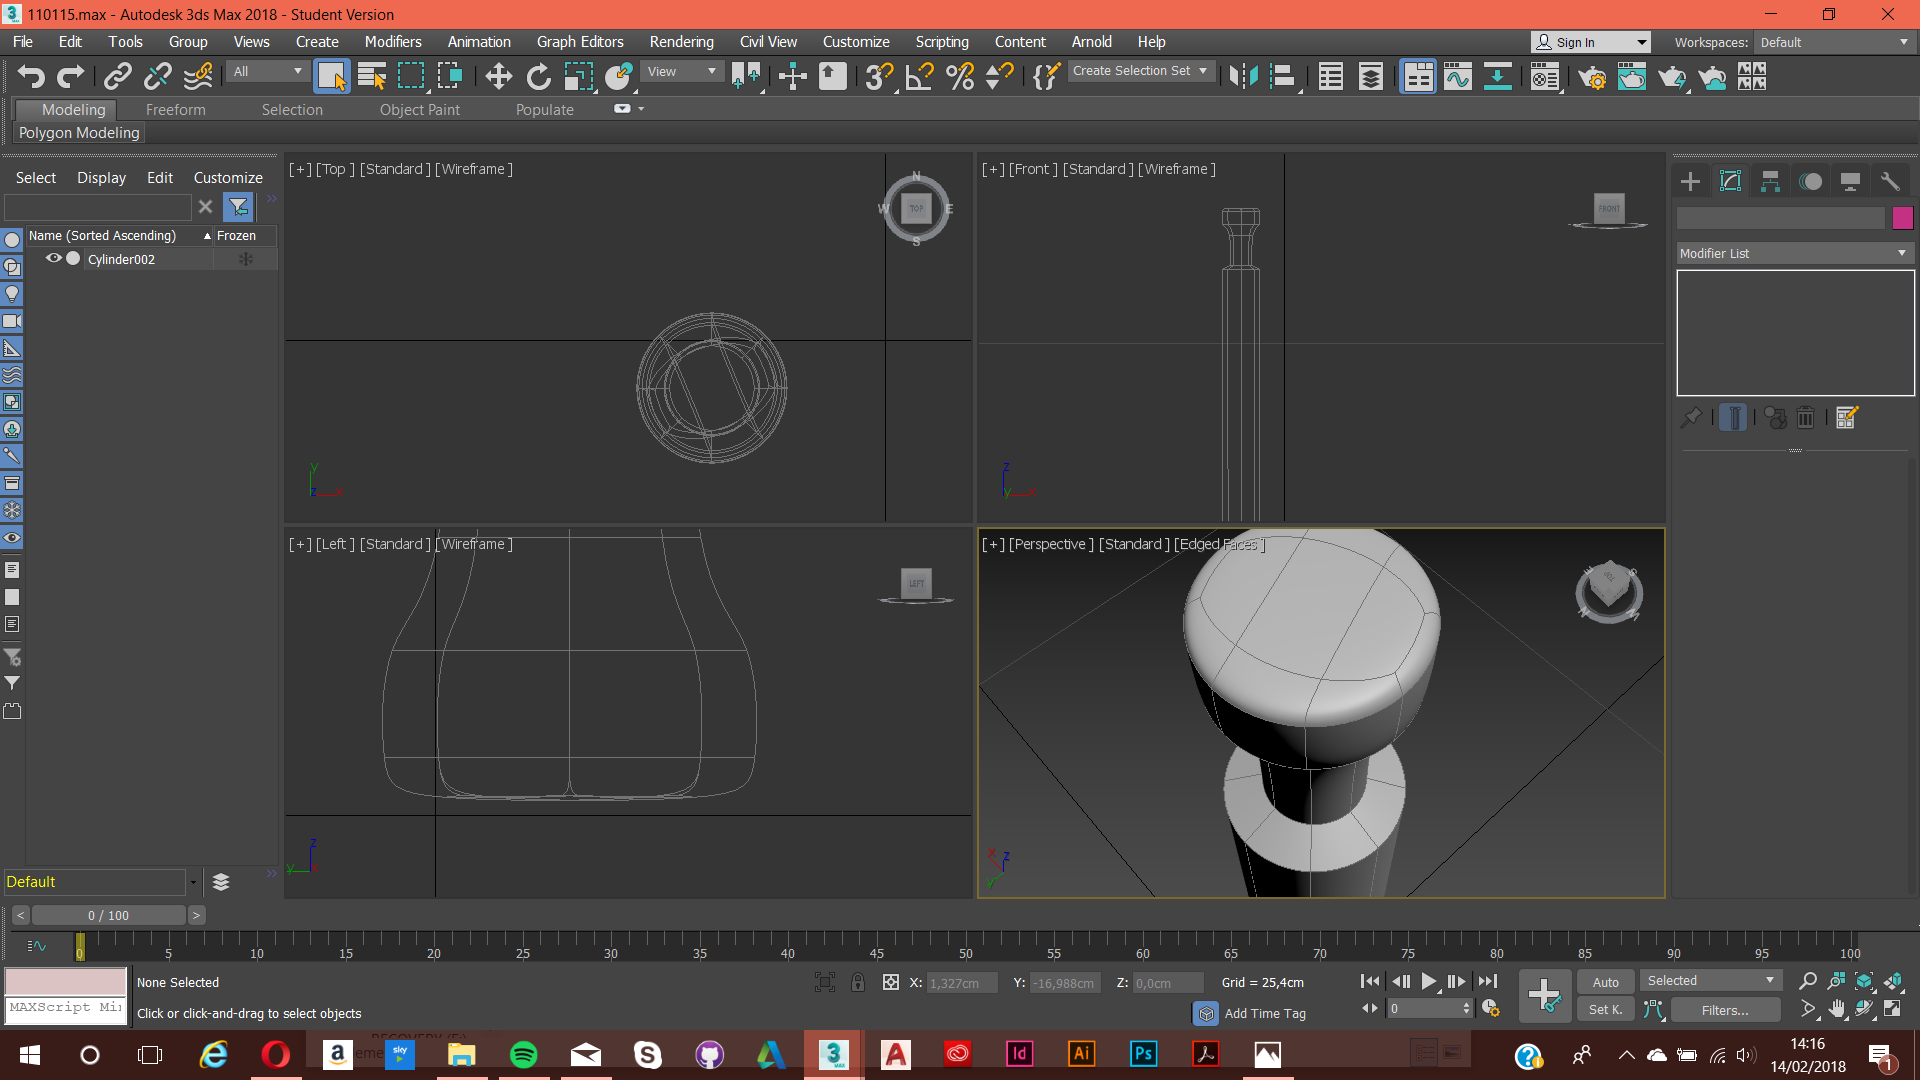 110115.max - Autodesk 3ds Max 2018 - Student Version
File Edit Tools Group Views Create Modifiers Animation Graph Editors Rendering Civil View Customize Scripting Content Arnold Help
Sign In Workspaces: Default
All View Create Selection Set
Modeling Freeform Selection Object Paint Populate
Polygon Modeling
Select Display Edit Customize
Name (Sorted Ascending) Frozen
Cylinder002
[+] [Top ] [Standard ] [Wireframe ]
N
W TOP E
S
[+] [Front ] [Standard ] [Wireframe ]
FRONT
[+] [Left ] [Standard ] [Wireframe ]
LEFT
[+] [Perspective ] [Standard ] [Edged Faces ]
TOP
Modifier List
y
z x
z
y x
z
y x
x z
y
Default
< 0 / 100 >
0 5 10 15 20 25 30 35 40 45 50 55 60 65 70 75 80 85 90 95 100
None Selected
X: 1,327cm Y: -16,988cm Z: 0,0cm Grid = 25,4cm
Auto Selected
MAXScript Mi
Click or click-and-drag to select objects
Add Time Tag
0
Set K. Filters...
14:16
14/02/2018
1